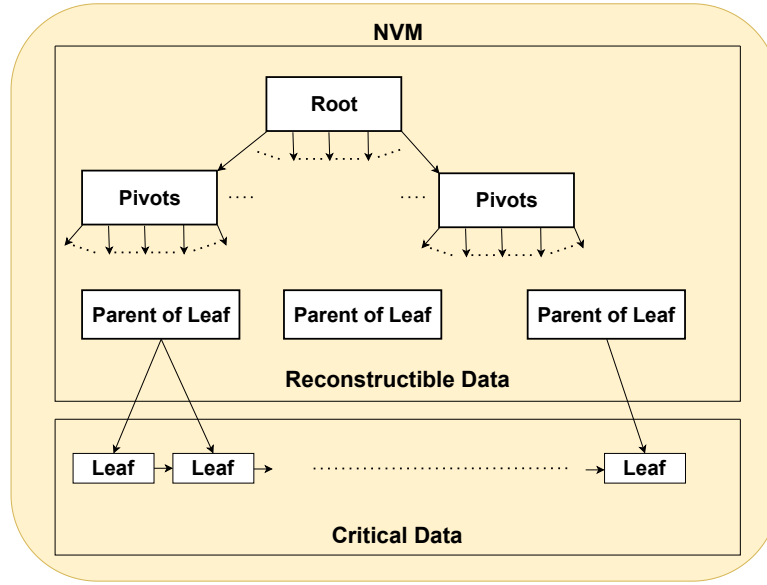 NVM
Root
Pivots
Pivots
Parent of Leaf
Parent of Leaf
Parent of Leaf
Reconstructible Data
Leaf
Leaf
Leaf
Critical Data